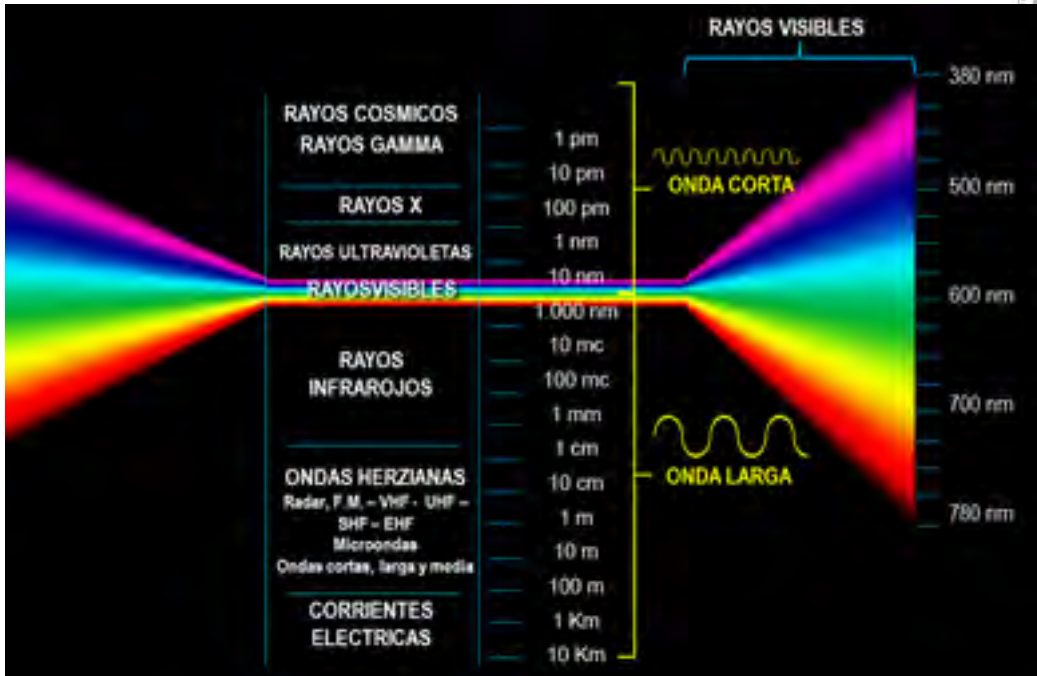 RAYOS VISIBLES
380 nm
500 nm
600 nm
700 nm
780 nm
RAYOS COSMICOS
RAYOS GAMMA
RAYOS X
RAYOS ULTRAVIOLETAS
RAYOSVISIBLES
RAYOS
INFRAROJOS
ONDAS HERZIANAS
Radar, F.M. – VHF - UHF –
SHF – EHF
Microondas
Ondas cortas, larga y media
CORRIENTES
ELECTRICAS
1 pm
10 pm
100 pm
1 nm
10 nm
1.000 nm
10 mc
100 mc
1 mm
1 cm
10 cm
1 m
10 m
100 m
1 Km
10 Km
ONDA CORTA
ONDA LARGA